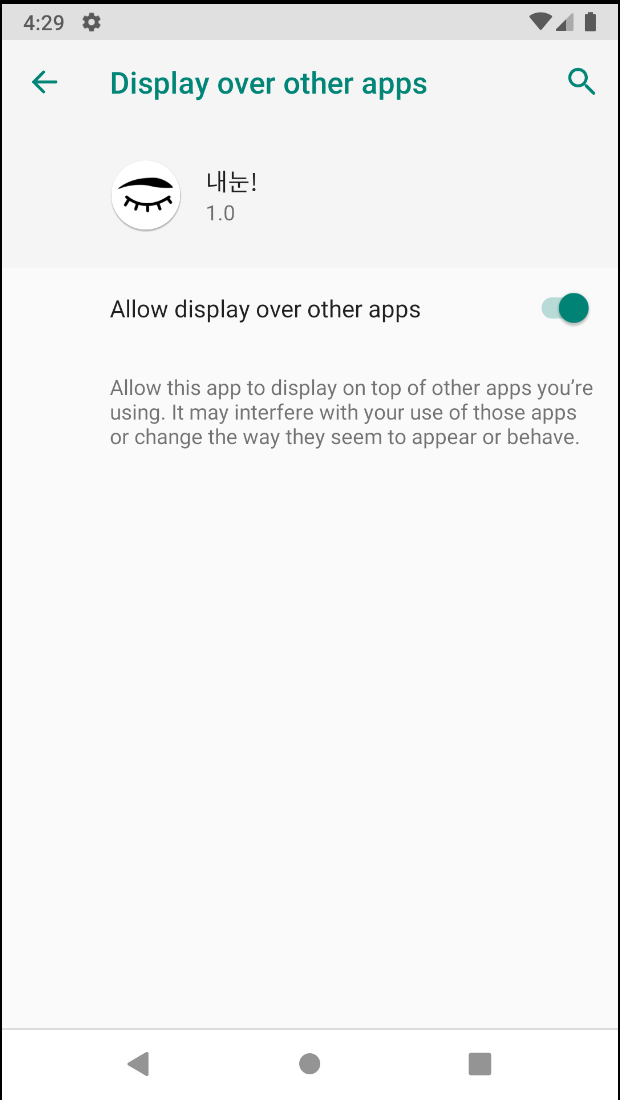 4:29
Display over other apps
내눈!
1.0
Allow display over other apps
Allow this app to display on top of other apps you’re
using. It may interfere with your use of those apps
or change the way they seem to appear or behave.